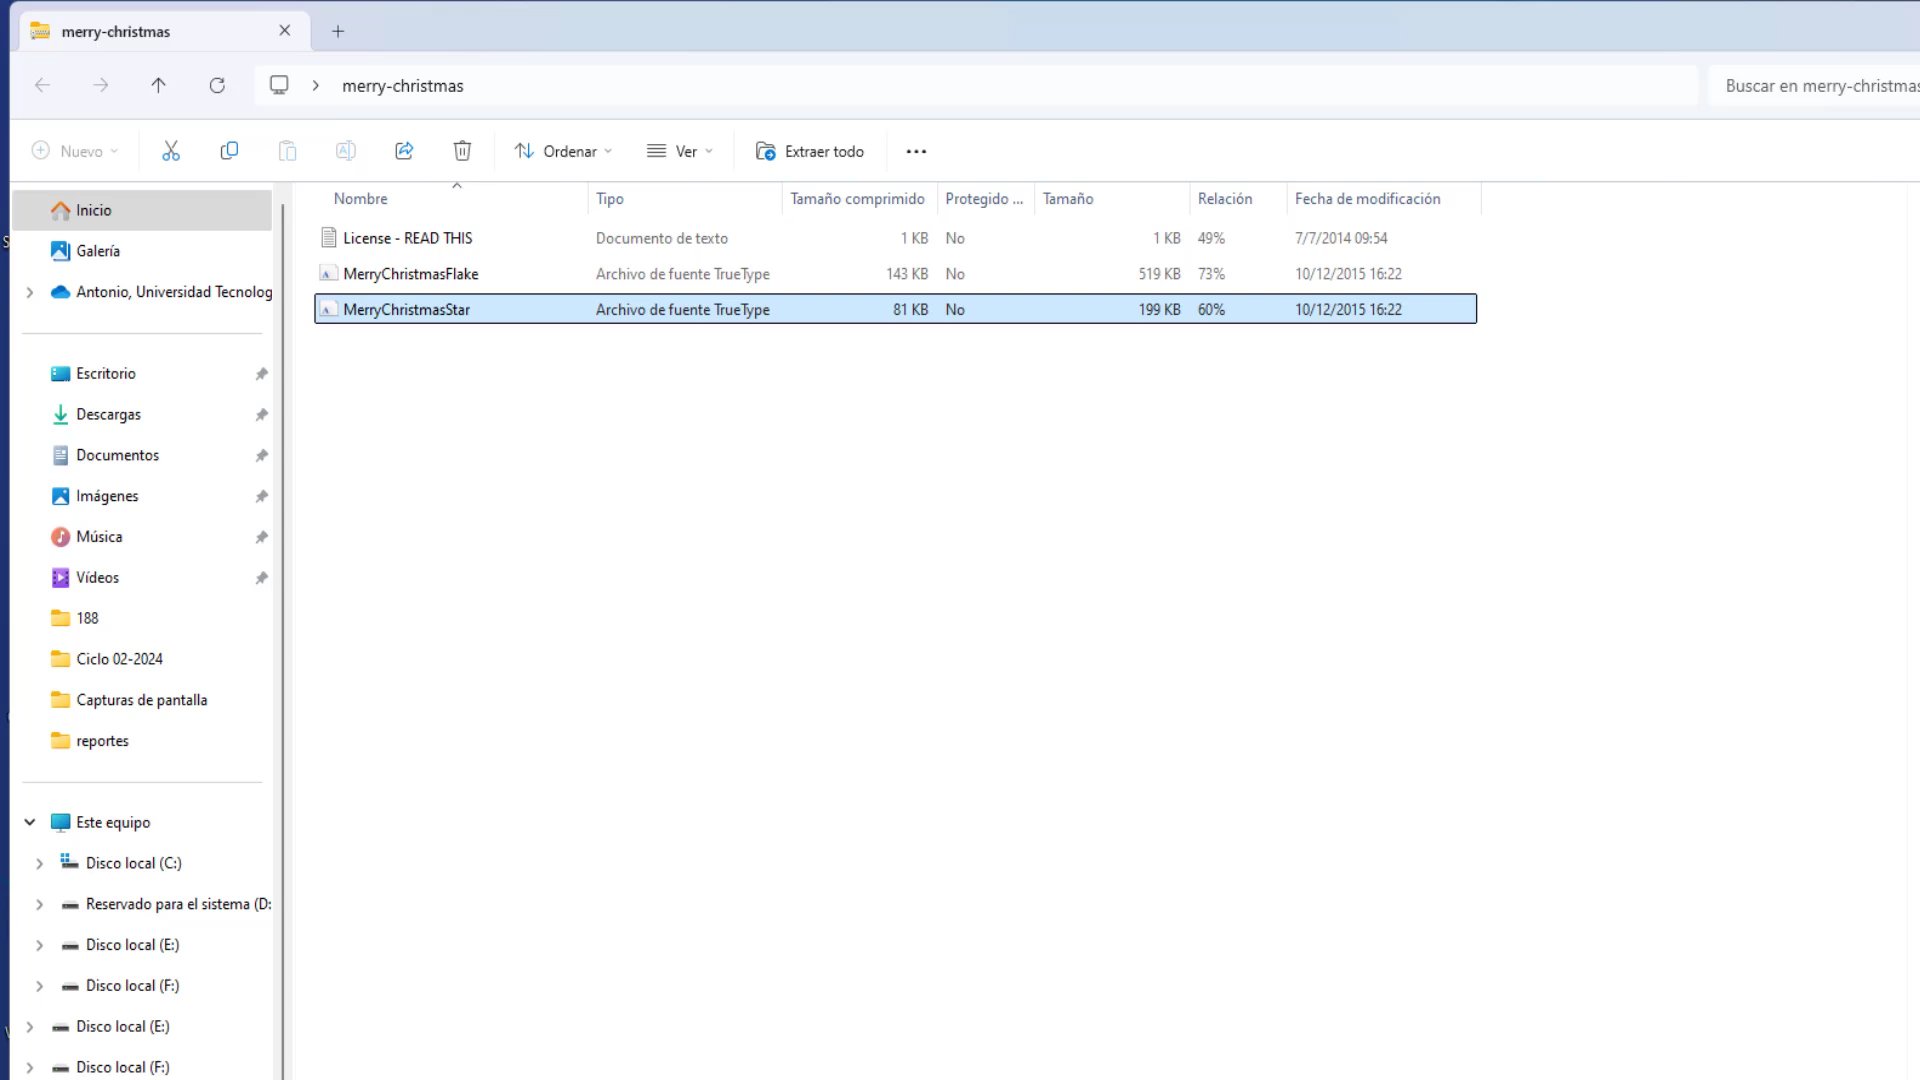 merry-christmas
merry-christmas
Buscar en merry-christmas
Nuevo
Ordenar
Ver
Extraer todo
Nombre Tipo Tamaño comprimido Protegido ... Tamaño Relación Fecha de modificación
License - READ THIS Documento de texto 1 KB No 1 KB 49% 7/7/2014 09:54
MerryChristmasFlake Archivo de fuente TrueType 143 KB No 519 KB 73% 10/12/2015 16:22
MerryChristmasStar Archivo de fuente TrueType 81 KB No 199 KB 60% 10/12/2015 16:22
Inicio
Galería
Antonio, Universidad Tecnolog
Escritorio
Descargas
Documentos
Imágenes
Música
Vídeos
188
Ciclo 02-2024
Capturas de pantalla
reportes
Este equipo
Disco local (C:)
Reservado para el sistema (D:
Disco local (E:)
Disco local (F:)
Disco local (E:)
Disco local (F:)